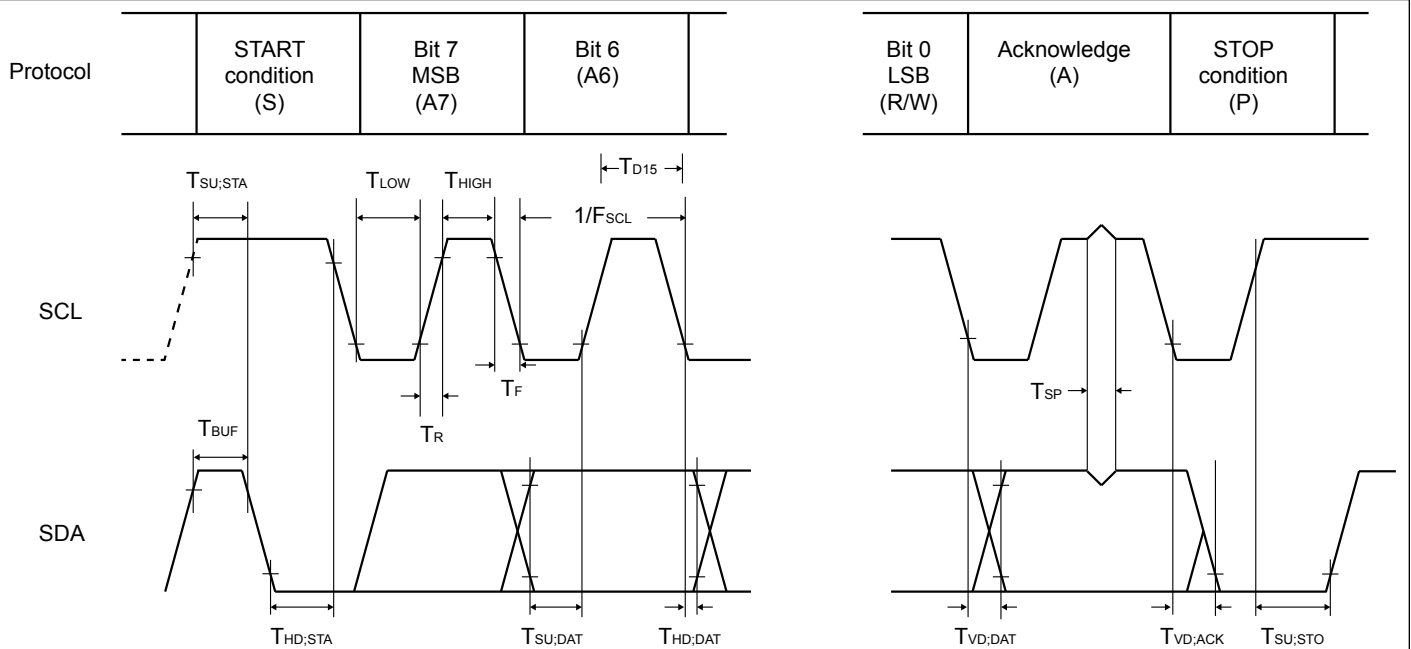 Protocol
START
condition
(S)
Bit 7
MSB
(A7)
Bit 6
(A6)
Bit 0
LSB
(R/W)
Acknowledge
(A)
STOP
condition
(P)
TSU;STA
TLOW
THIGH
TD15
1/FSCL
SCL
TF
TR
TSP
TBUF
SDA
THD;STA
TSU;DAT
THD;DAT
TVD;DAT
TVD;ACK
TSU;STO